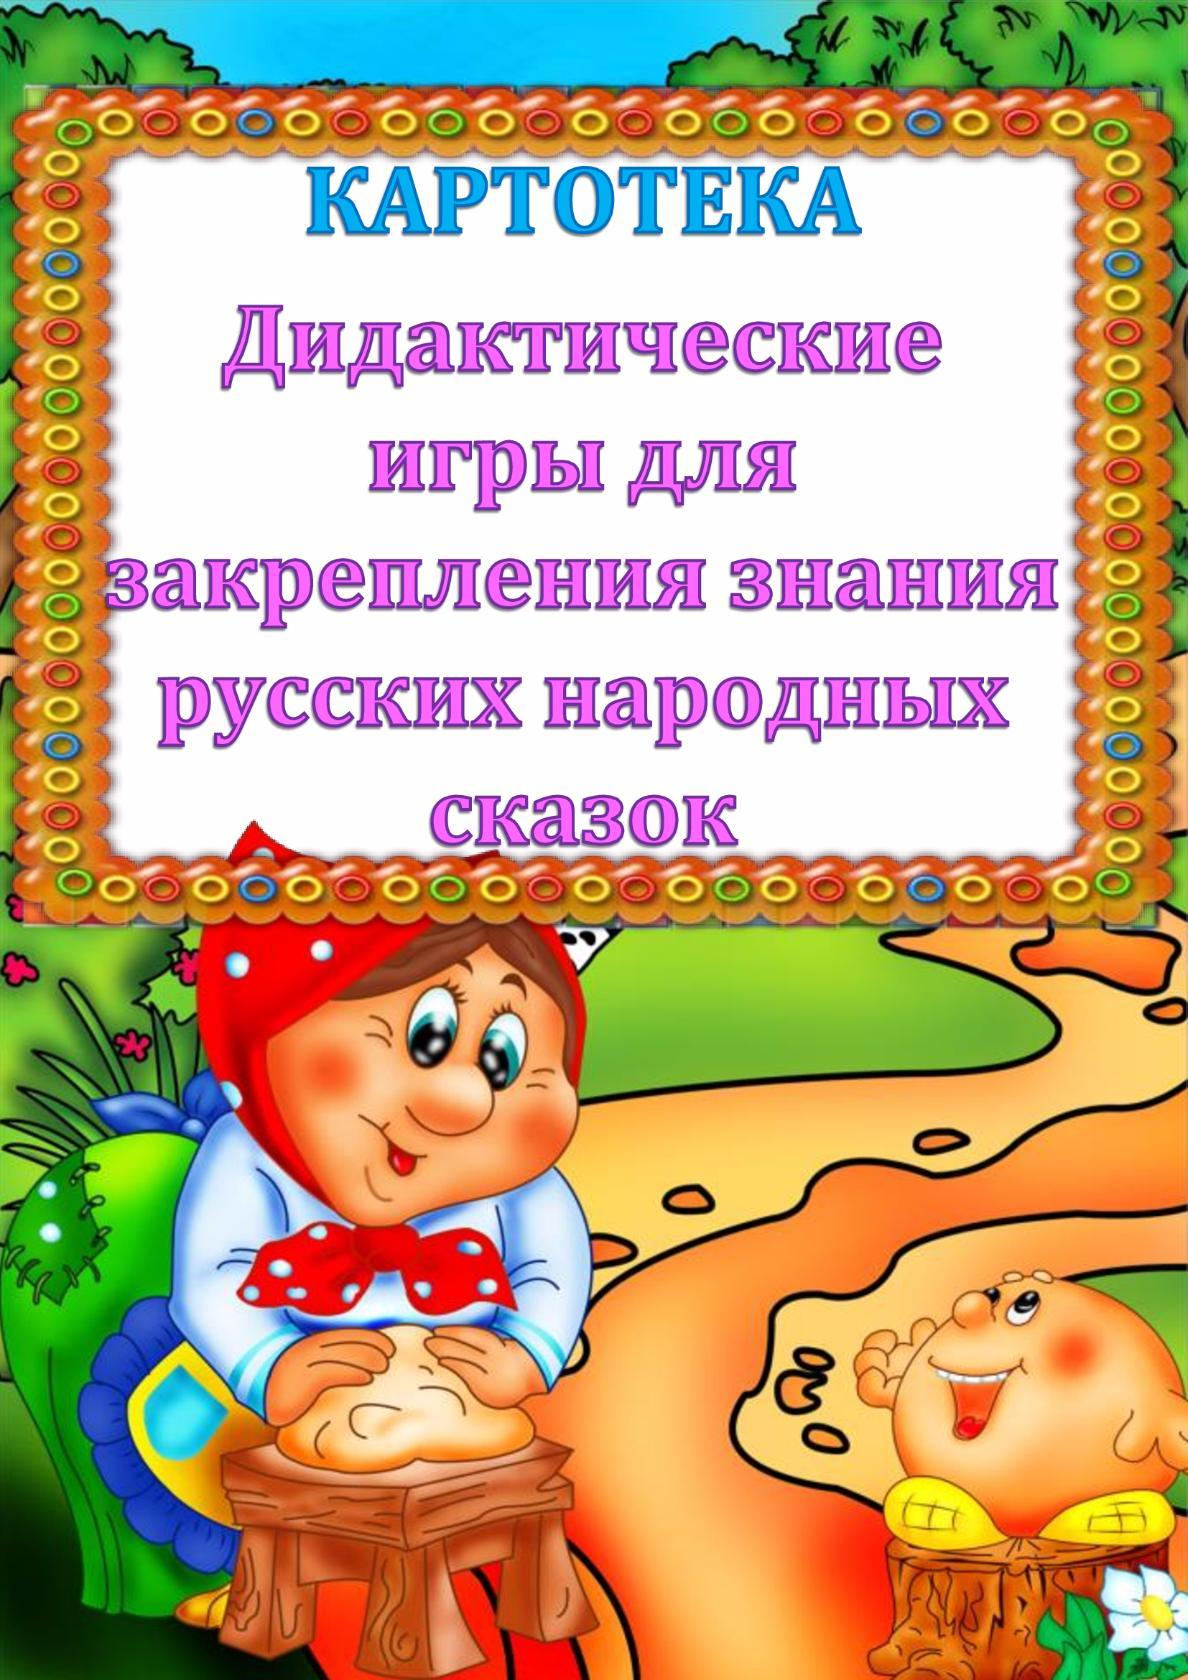 КАРТОТЕКА
Дидактические
игры для
закрепления знания
русских народных
сказок